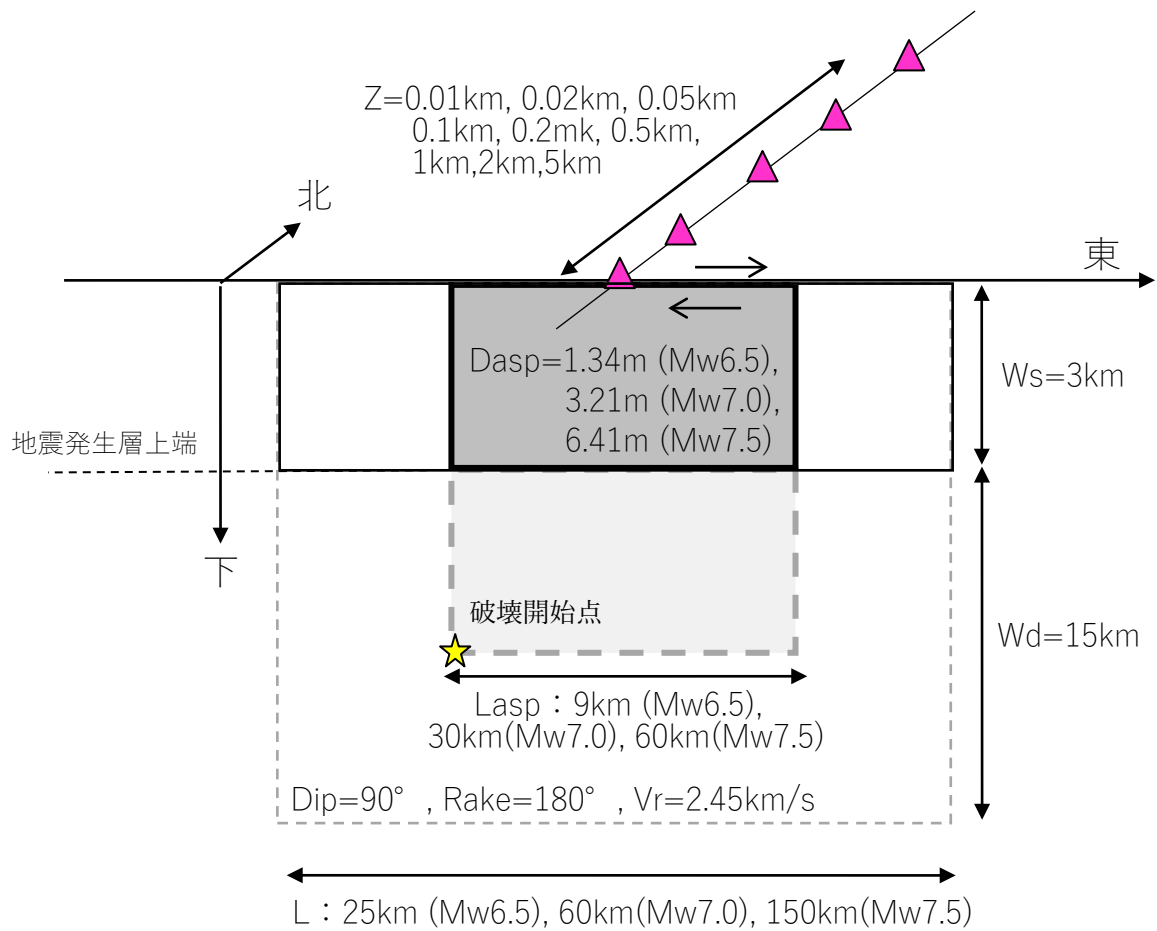 Z=0.01km, 0.02km, 0.05km
0.1km, 0.2mk, 0.5km,
1km,2km,5km
北
東
Dasp=1.34m (Mw6.5),
3.21m (Mw7.0),
6.41m (Mw7.5)
Ws=3km
地震発生層上端
下
破壊開始点
Wd=15km
Lasp：9km (Mw6.5),
30km(Mw7.0), 60km(Mw7.5)
Dip=90°, Rake=180°, Vr=2.45km/s
L：25km (Mw6.5), 60km(Mw7.0), 150km(Mw7.5)